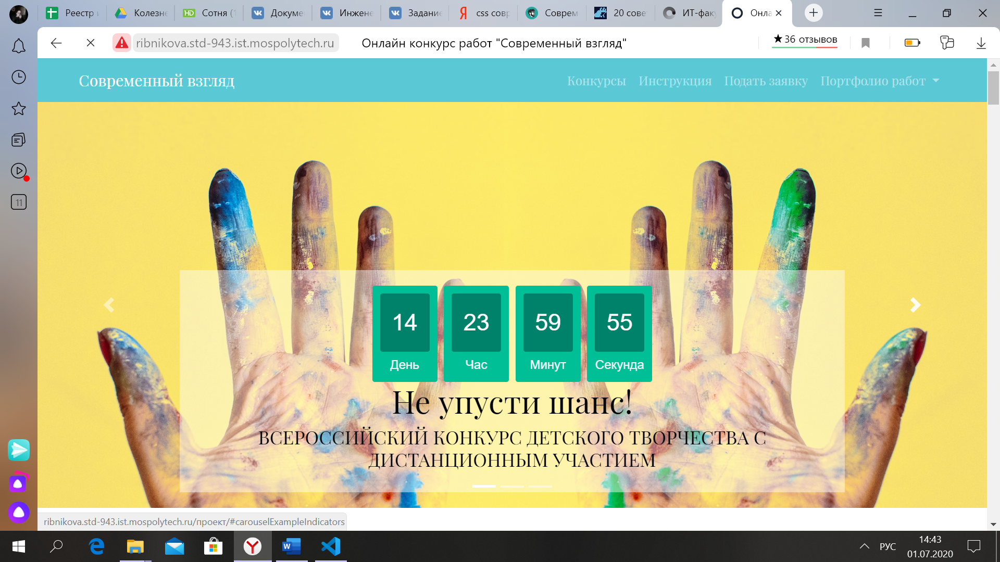 Реестр
Колезне
Сотня (1
Докуме
Инжене
Задание
css совр
Соврем
20 сове
ИТ-фак
Онла
ribnikova.std-943.ist.mospolytech.ru
Онлайн конкурс работ "Современный взгляд"
★36 отзывов
Современный взгляд
Конкурсы
Инструкция
Подать заявку
Портфолио работ
11
14
23
59
55
День
Час
Минут
Секунда
Не упусти шанс!
ВСЕРОССИЙСКИЙ КОНКУРС ДЕТСКОГО ТВОРЧЕСТВА С
ДИСТАНЦИОННЫМ УЧАСТИЕМ
ribnikova.std-943.ist.mospolytech.ru/проект/#carouselExampleIndicators
РУС
14:43
01.07.2020